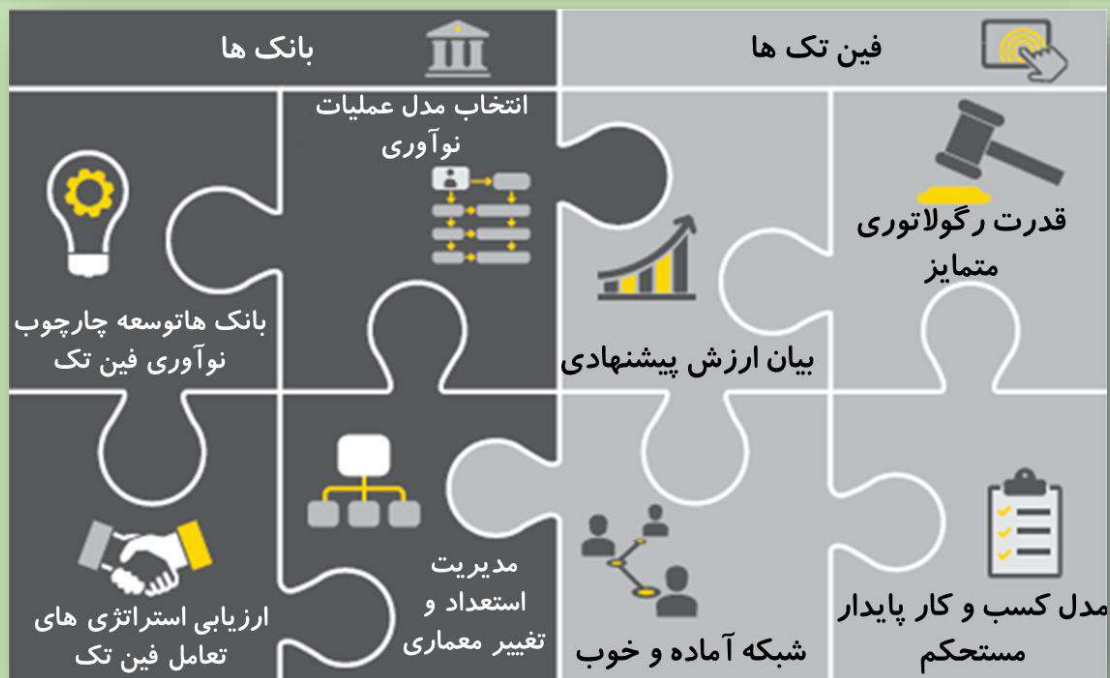 فین تک ها
بانک ها
قدرت رگولاتوری
متمایز
بیان ارزش پیشنهادی
انتخاب مدل عملیات
نوآوری
بانک هاتوسعه چارچوب
نوآوری فین تک
مدل کسب و کار پایدار
مستحکم
شبکه آماده و خوب
مدیریت
استعداد و
تغییر معماری
ارزیابی استراتژی های
تعامل فین تک